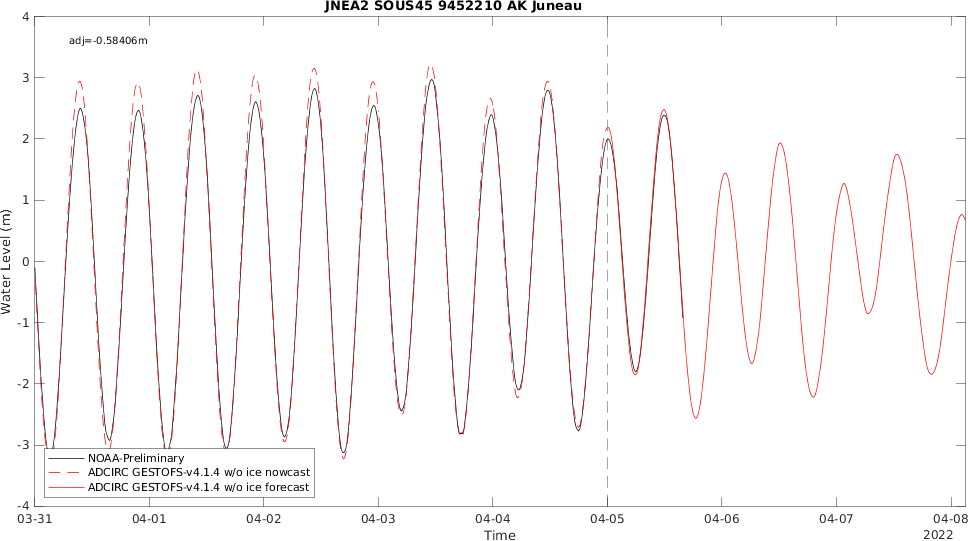 JNEA2 SOUS45 9452210 AK Juneau
adj=-0.58406m
4
3
2
1
0
-1
-2
-3
-4
Water Level (m)
NOAA-Preliminary
ADCIRC GESTOFS-v4.1.4 w/o ice nowcast
ADCIRC GESTOFS-v4.1.4 w/o ice forecast
03-31 04-01 04-02 04-03 04-04 04-05 04-06 04-07 04-08
Time
2022